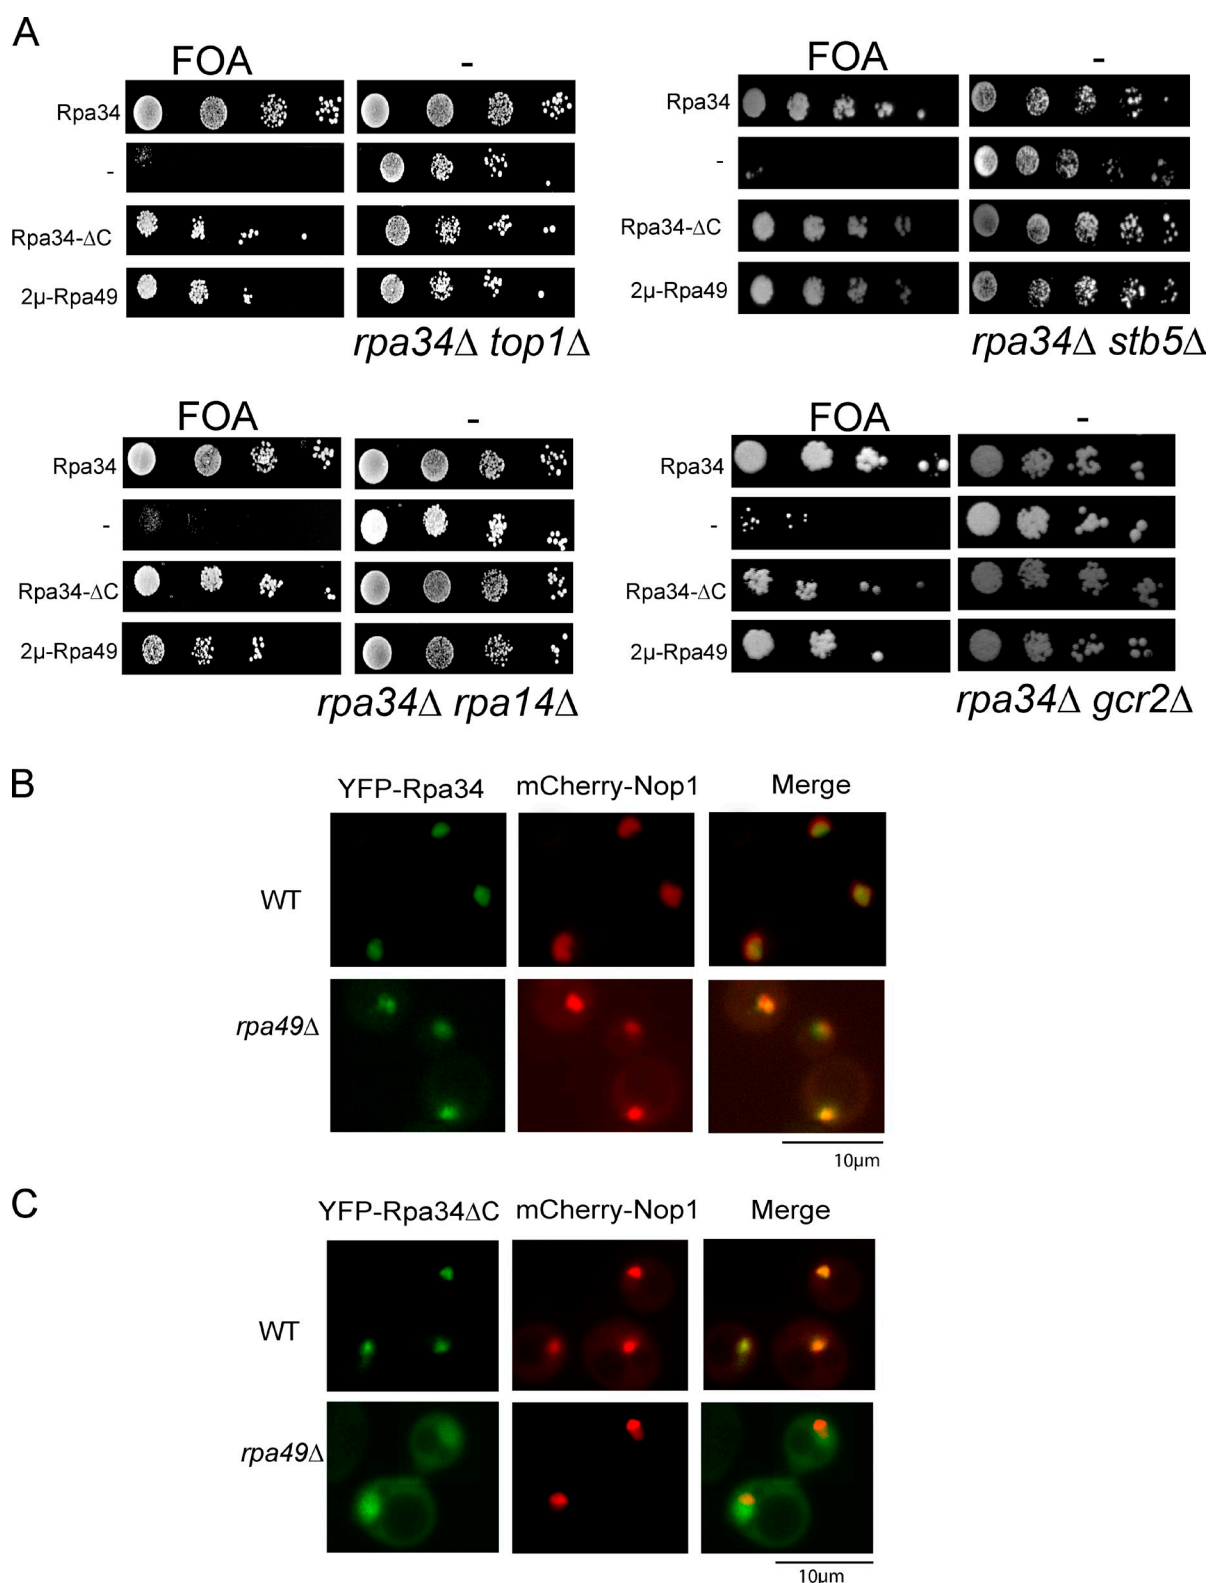 A
FOA - FOA -
Rpa34 Rpa34
- -
Rpa34-ΔC Rpa34-ΔC
2µ-Rpa49 2µ-Rpa49
rpa34Δ top1Δ rpa34Δ stb5Δ
FOA - FOA -
Rpa34 Rpa34
- -
Rpa34-ΔC Rpa34-ΔC
2µ-Rpa49 2µ-Rpa49
rpa34Δ rpa14Δ rpa34Δ gcr2Δ
B
YFP-Rpa34 mCherry-Nop1 Merge
WT
rpa49Δ
10µm
C
YFP-Rpa34ΔC mCherry-Nop1 Merge
WT
rpa49Δ
10µm